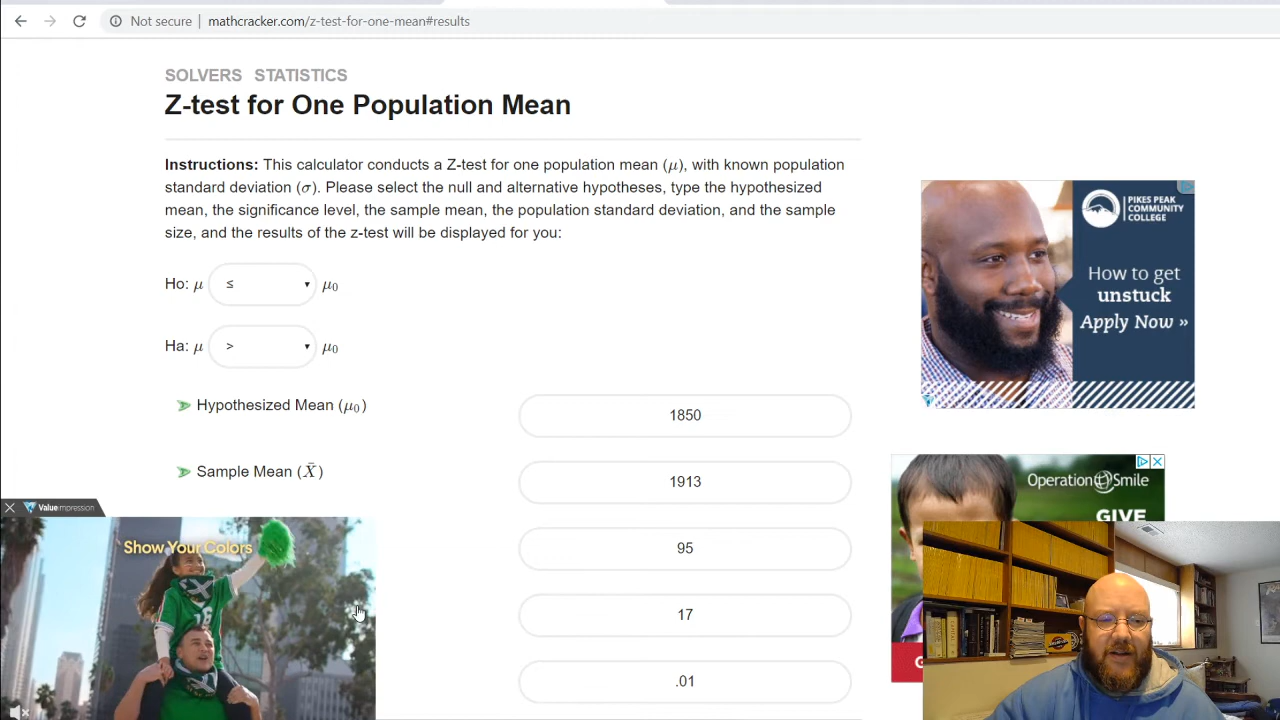 Not secure | mathcracker.com/z-test-for-one-mean#results
SOLVERS STATISTICS
Z-test for One Population Mean
Instructions: This calculator conducts a Z-test for one population mean (μ), with known population
standard deviation (σ). Please select the null and alternative hypotheses, type the hypothesized
mean, the significance level, the sample mean, the population standard deviation, and the sample
size, and the results of the z-test will be displayed for you:
Ho: μ ≤ μ₀
Ha: μ > μ₀
Hypothesized Mean (μ₀) 1850
Sample Mean (X̄) 1913
95
17
.01
ValueImpression
Show Your Colors
PIKES PEAK
COMMUNITY
COLLEGE
How to get
unstuck
Apply Now »
Operation Smile
GIVE